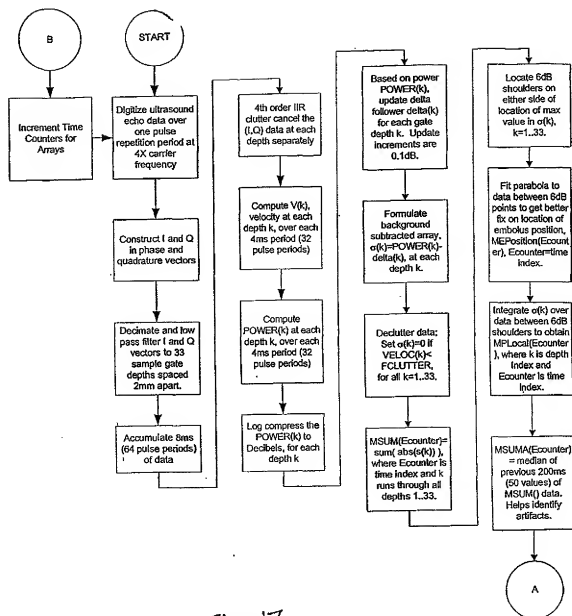 B
START
Increment Time
Counters for
Arrays
Digitize ultrasound
echo data over
one pulse
repetition period at
4X carrier
frequency
Construct I and Q
in phase and
quadrature vectors
Decimate and low
pass filter I and Q
vectors to 33
sample gate
depths spaced
2mm apart.
Accumulate 8ms
(64 pulse periods)
of data
4th order IIR
clutter cancel the
(I,Q) data at each
depth separately
Compute V(k),
velocity at each
depth k, over each
4ms period (32
pulse periods)
Compute
POWER(k) at each
depth k, over each
4ms period (32
pulse periods)
Log compress the
POWER(k) to
Decibels, for each
depth k
Based on power
POWER(k),
update delta
follower delta(k)
for each gate
depth k. Update
increments are
0.1dB.
Formulate
background
subtracted array,
σ(k)=POWER(k)-
delta(k), at each
depth k.
Declutter data;
Set σ(k)=0 if
VELOC(k)<
FCLUTTER,
for all k=1..33.
MSUM(Ecounter)=
sum( abs(s(k)) ),
where Ecounter is
time index and k
runs through all
depths 1..33.
Locate 6dB
shoulders on
either side of
location of max
value in σ(k),
k=1..33.
Fit parabola to
data between 6dB
points to get better
fix on location of
embolus position,
MEPosition(Ecount
er), Ecounter=time
index.
Integrate σ(k) over
data between 6dB
shoulders to obtain
MPLocal(Ecounter
), where k is depth
index and
Ecounter is time
index.
MSUMA(Ecounter)
= median of
previous 200ms
(50 values) of
MSUM() data.
Helps identify
artifacts.
A